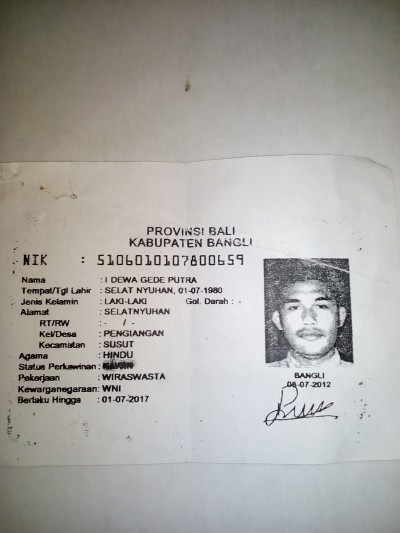 PROVINSI BALI
KABUPATEN BANGLI
NIK : 5106010107800659
Nama : I DEWA GEDE PUTRA
Tempat/Tgl Lahir : SELAT NYUHAN, 01-07-1980
Jenis Kelamin : LAKI-LAKI Gol. Darah : -
Alamat : SELATNYUHAN
RT/RW : - / -
Kel/Desa : PENGIANGAN
Kecamatan : SUSUT
Agama : HINDU
Status Perkawinan :
Pekerjaan : WIRASWASTA
Kewarganegaraan: WNI
Berlaku Hingga : 01-07-2017
BANGLI
08-07-2012